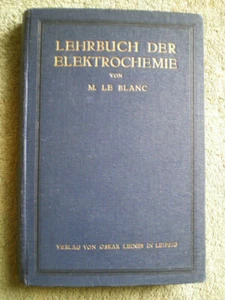 LEHRBUCH DER
ELEKTROCHEMIE
VON
M. LE BLANC
VERLAG VON OSKAR LEINER IN LEIPZIG